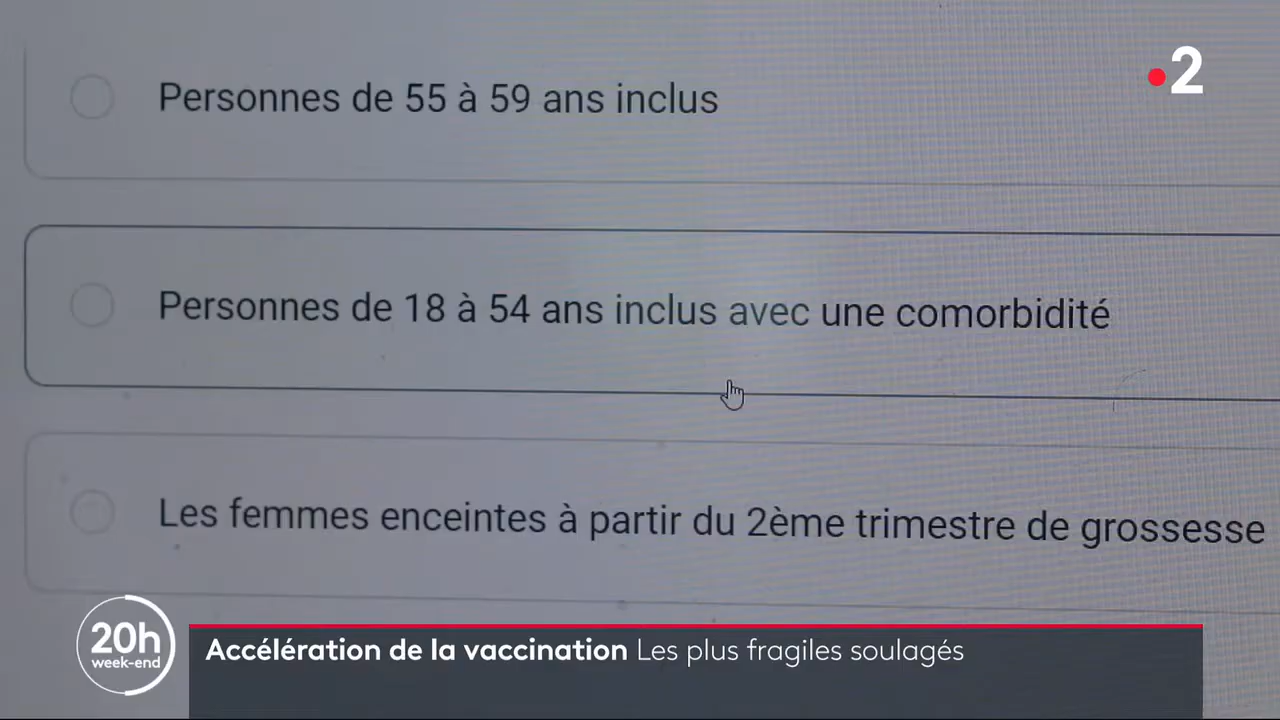 2
Personnes de 55 à 59 ans inclus
Personnes de 18 à 54 ans inclus avec une comorbidité
Les femmes enceintes à partir du 2ème trimestre de grossesse
20h
week-end
Accélération de la vaccination Les plus fragiles soulagés